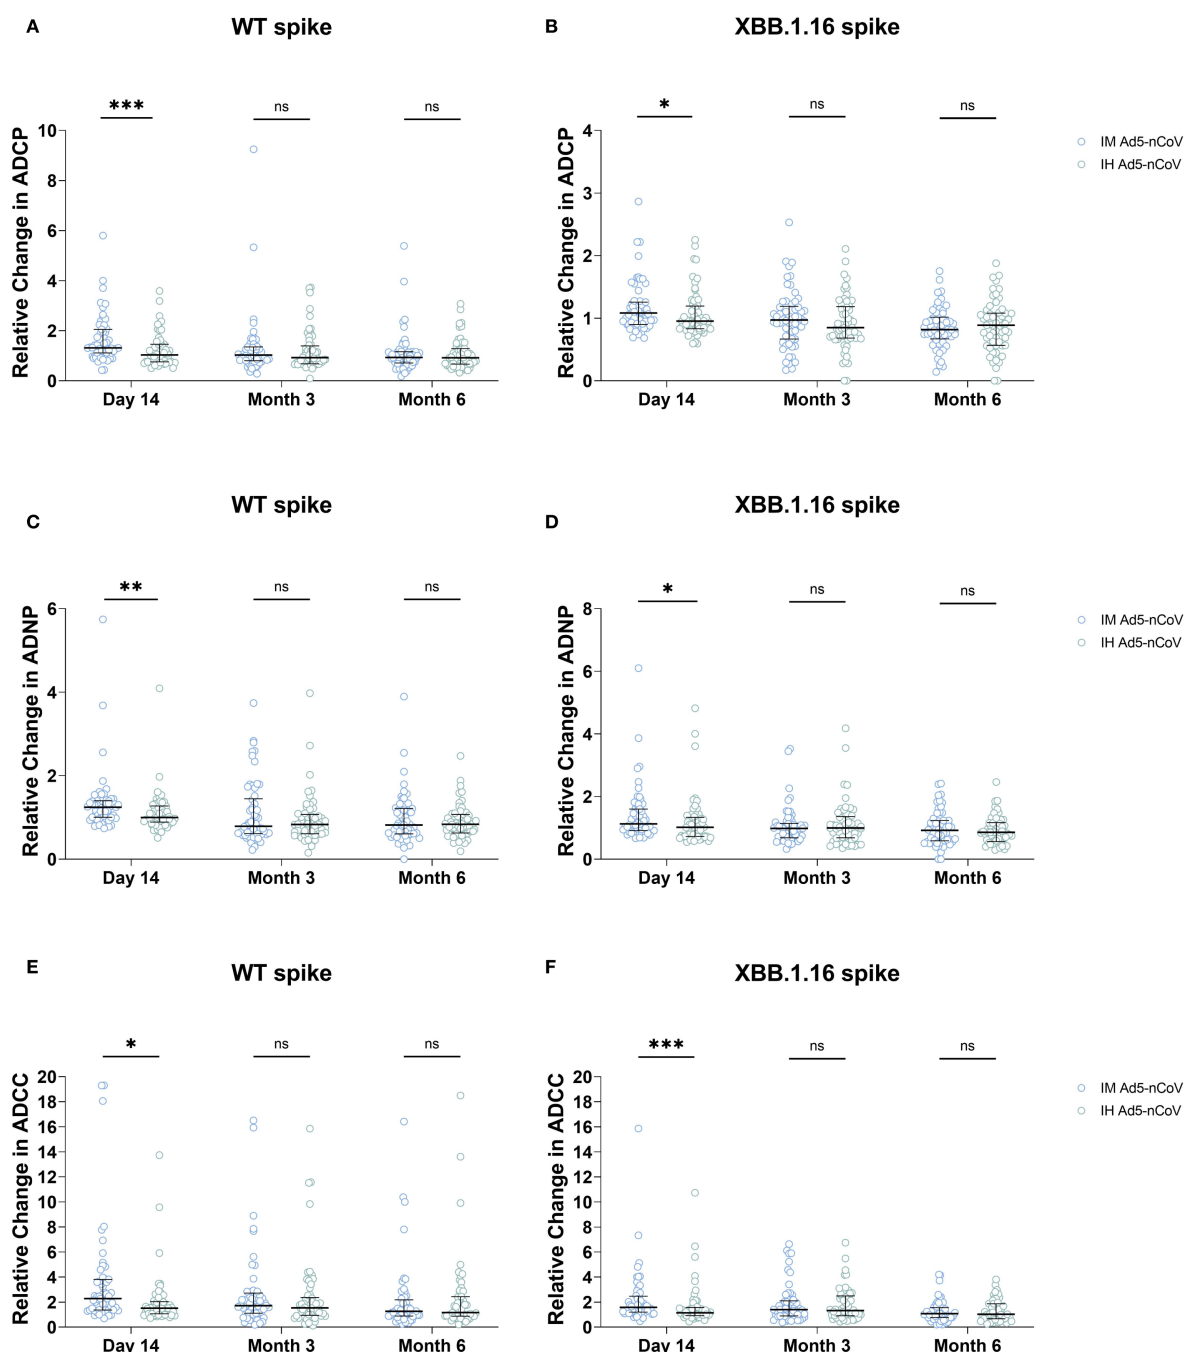 A WT spike
B XBB.1.16 spike
*** ns ns
* ns ns
Relative Change in ADCP
10
8
6
4
2
0
Day 14 Month 3 Month 6
Relative Change in ADCP
4
3
2
1
0
Day 14 Month 3 Month 6
IM Ad5-nCoV
IH Ad5-nCoV
C WT spike
D XBB.1.16 spike
** ns ns
* ns ns
Relative Change in ADNP
6
4
2
0
Day 14 Month 3 Month 6
Relative Change in ADNP
8
6
4
2
0
Day 14 Month 3 Month 6
IM Ad5-nCoV
IH Ad5-nCoV
E WT spike
F XBB.1.16 spike
* ns ns
*** ns ns
Relative Change in ADCC
20
18
16
14
12
10
8
6
4
2
0
Day 14 Month 3 Month 6
Relative Change in ADCC
20
18
16
14
12
10
8
6
4
2
0
Day 14 Month 3 Month 6
IM Ad5-nCoV
IH Ad5-nCoV